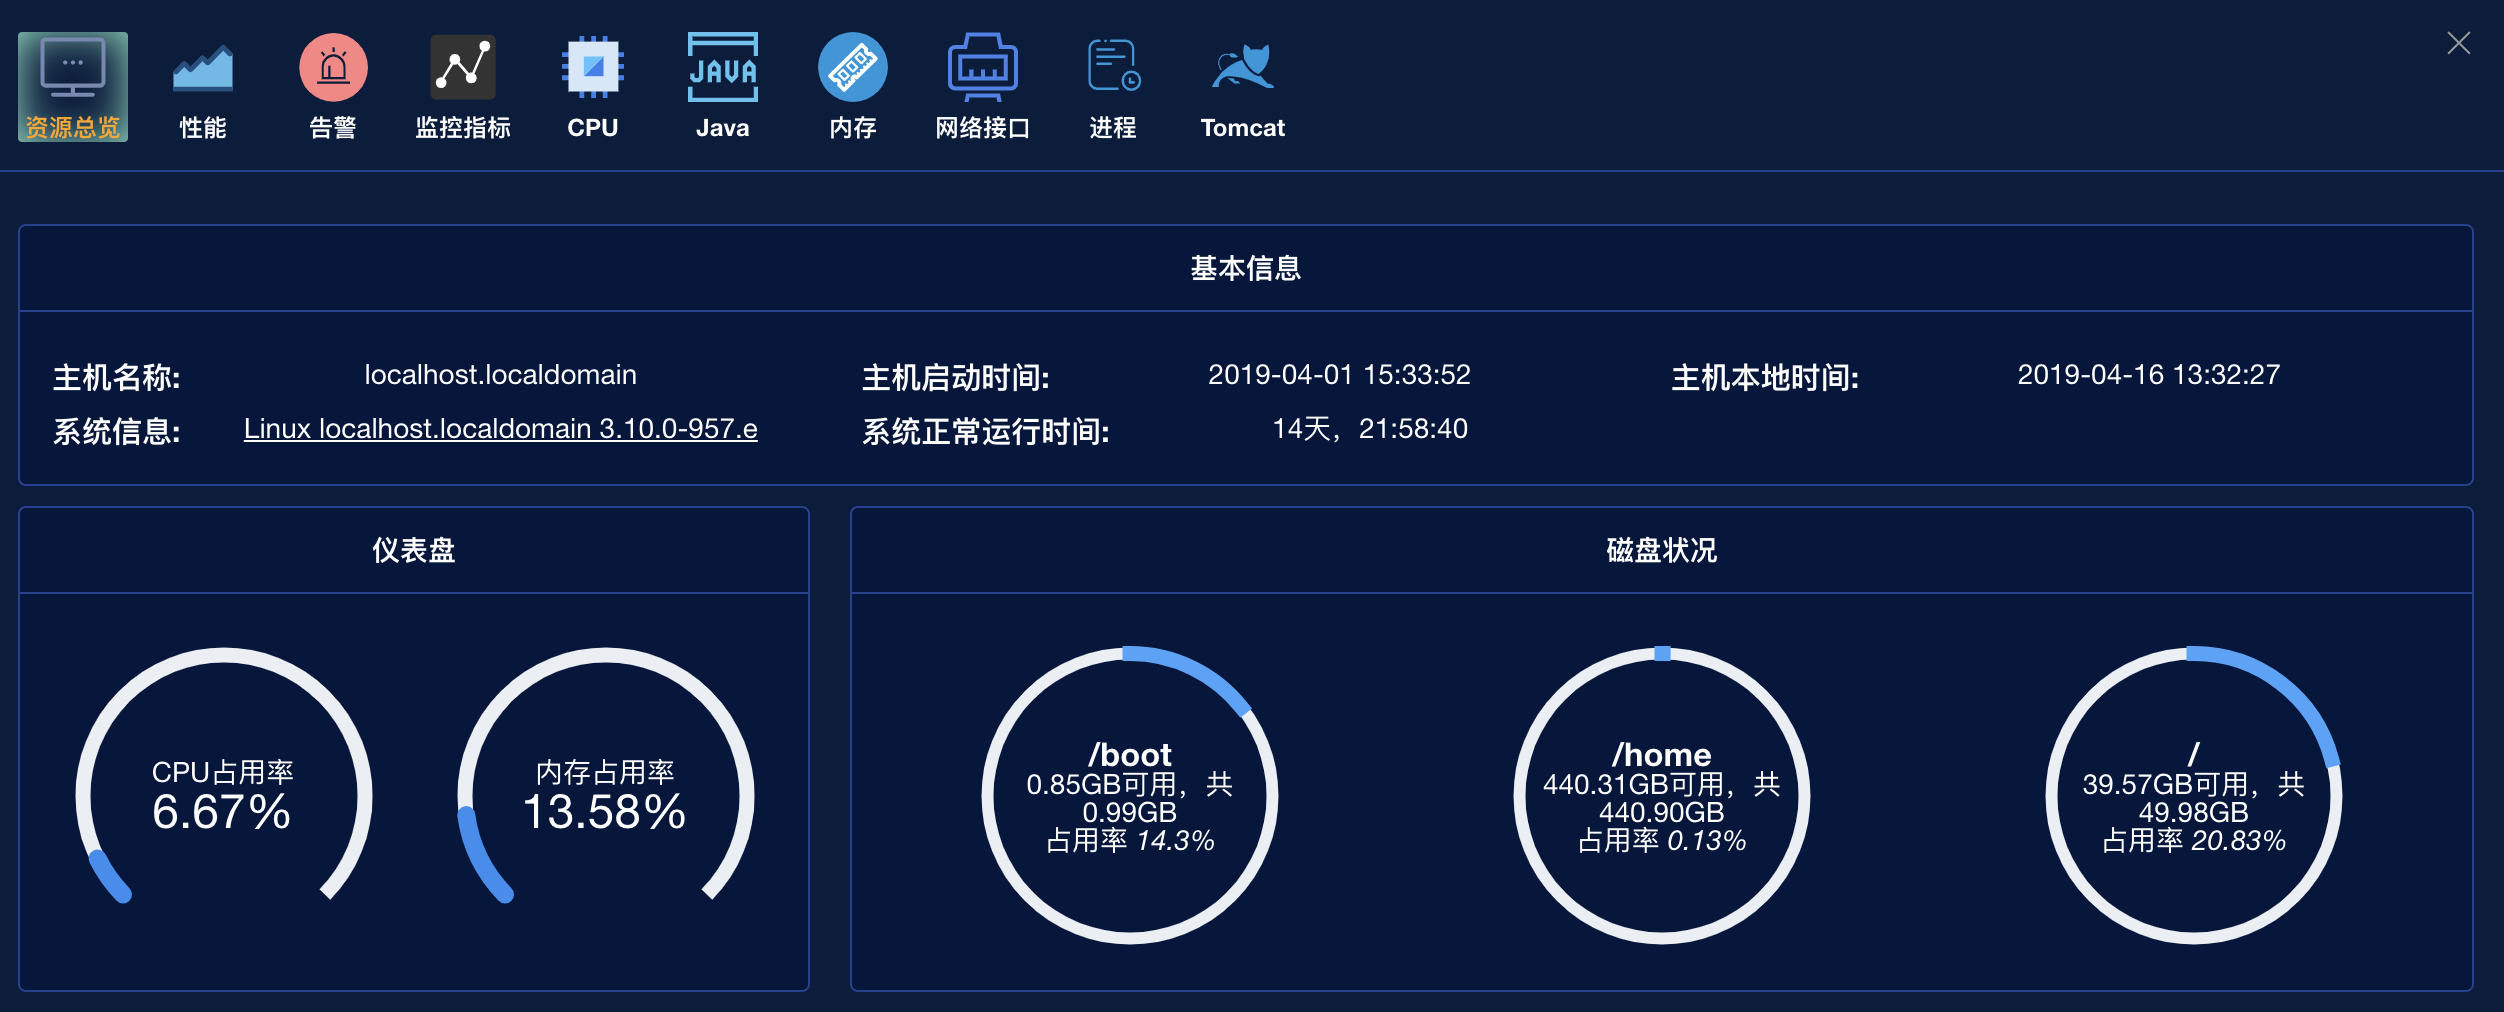 资源总览
性能
告警
监控指标
CPU
JAVA
Java
内存
网络接口
进程
Tomcat
基本信息
主机名称: localhost.localdomain 主机启动时间: 2019-04-01 15:33:52 主机本地时间: 2019-04-16 13:32:27
系统信息: Linux localhost.localdomain 3.10.0-957.e 系统正常运行时间: 14天，21:58:40
仪表盘
CPU占用率
6.67%
内存占用率
13.58%
磁盘状况
/boot
0.85GB可用，共
0.99GB
占用率 14.3%
/home
440.31GB可用，共
440.90GB
占用率 0.13%
/
39.57GB可用，共
49.98GB
占用率 20.83%